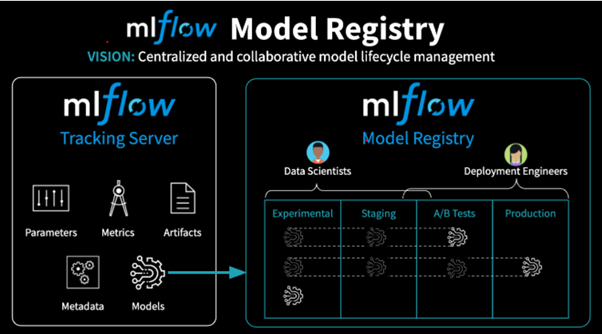 mlflow Model Registry
VISION: Centralized and collaborative model lifecycle management
mlflow
Tracking Server
Parameters Metrics Artifacts
Metadata Models
mlflow
Model Registry
Data Scientists Deployment Engineers
Experimental Staging A/B Tests Production